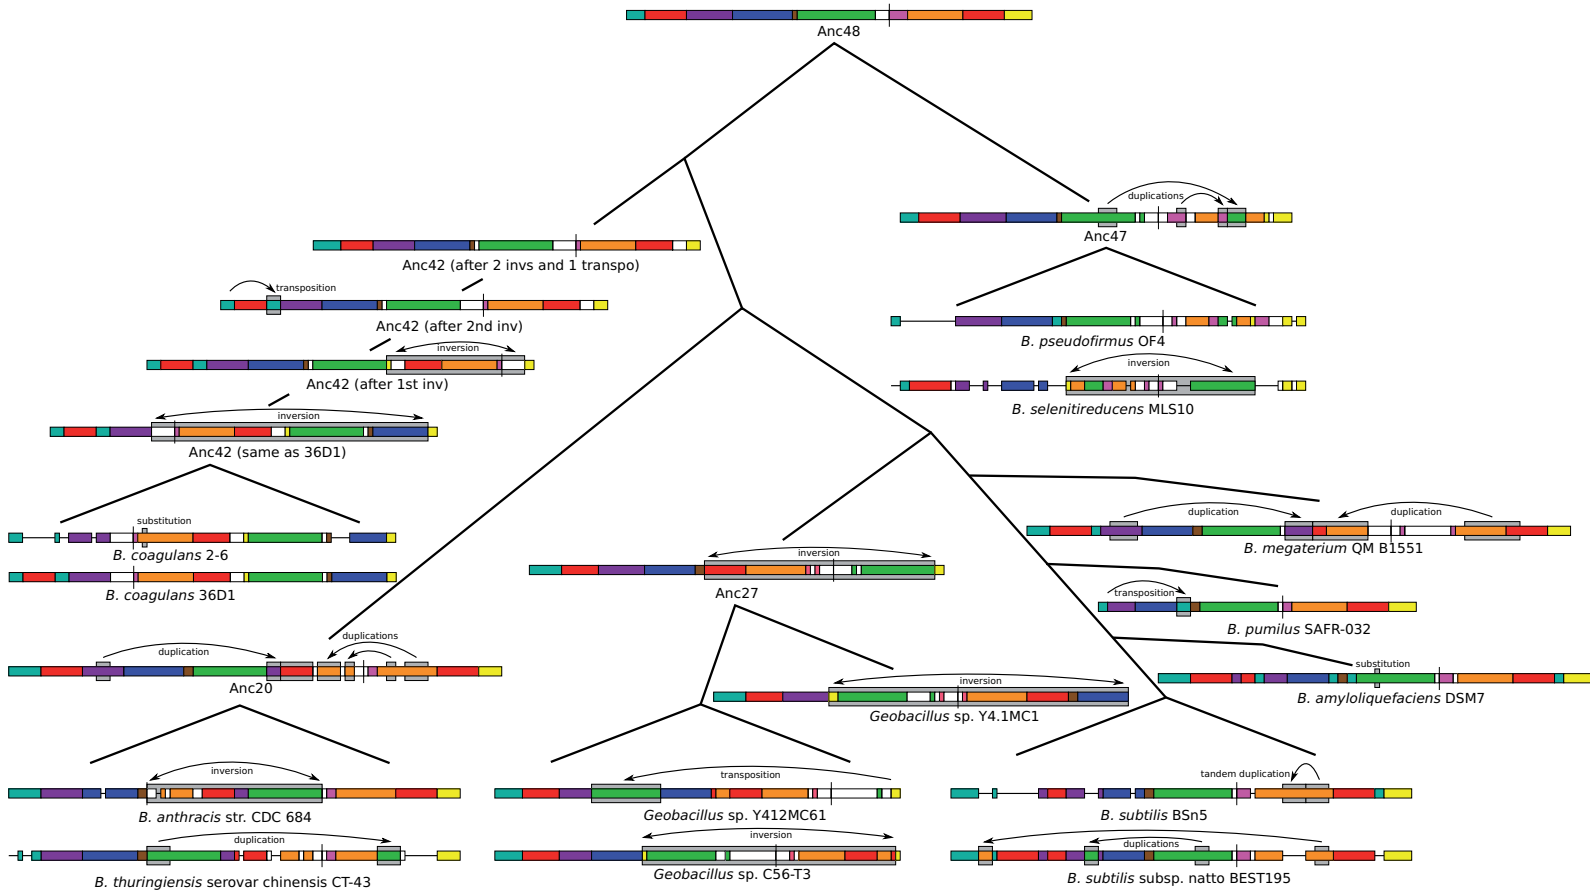 Anc48
duplications
Anc47
Anc42 (after 2 invs and 1 transpo)
transposition
Anc42 (after 2nd inv)
B. pseudofirmus OF4
inversion
Anc42 (after 1st inv)
inversion
B. selenitireducens MLS10
inversion
Anc42 (same as 36D1)
substitution
B. coagulans 2-6
duplication
duplication
B. megaterium QM B1551
inversion
B. coagulans 36D1
Anc27
transposition
B. pumilus SAFR-032
duplications
duplication
Anc20
substitution
B. amyloliquefaciens DSM7
inversion
Geobacillus sp. Y4.1MC1
inversion
B. anthracis str. CDC 684
transposition
Geobacillus sp. Y412MC61
tandem duplication
B. subtilis BSn5
duplication
B. thuringiensis serovar chinensis CT-43
inversion
Geobacillus sp. C56-T3
duplications
B. subtilis subsp. natto BEST195